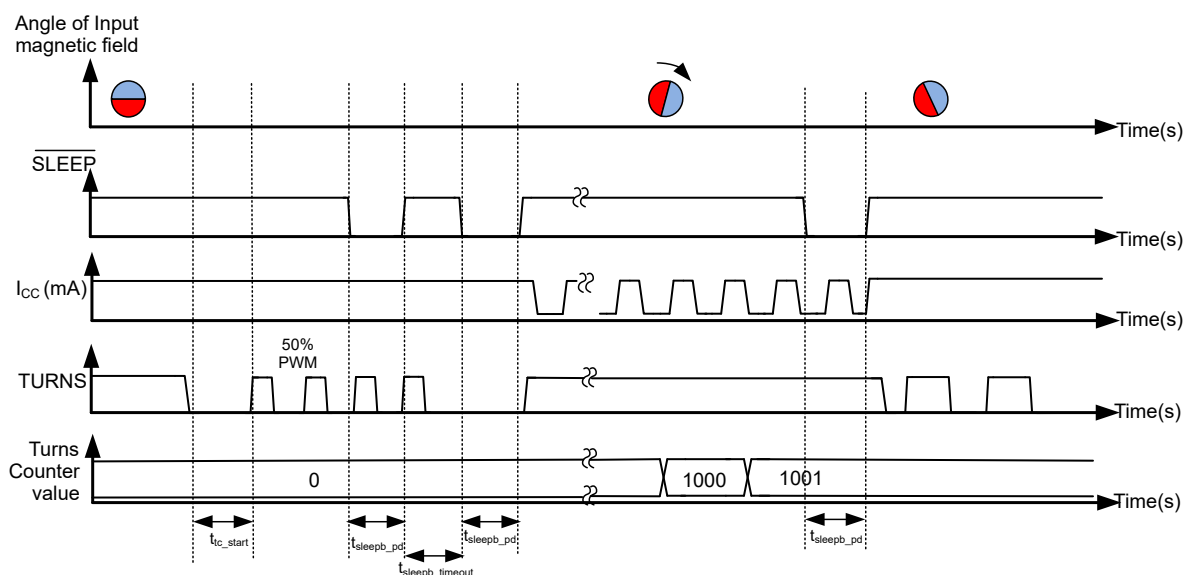 Angle of Input
magnetic field
Time(s)
SLEEP
Time(s)
I_CC (mA)
Time(s)
50%
PWM
TURNS
Time(s)
Turns
Counter
value
0
1000
1001
Time(s)
t_tc_start
t_sleepb_pd
t_sleepb_timeout
t_sleepb_pd
t_sleepb_pd